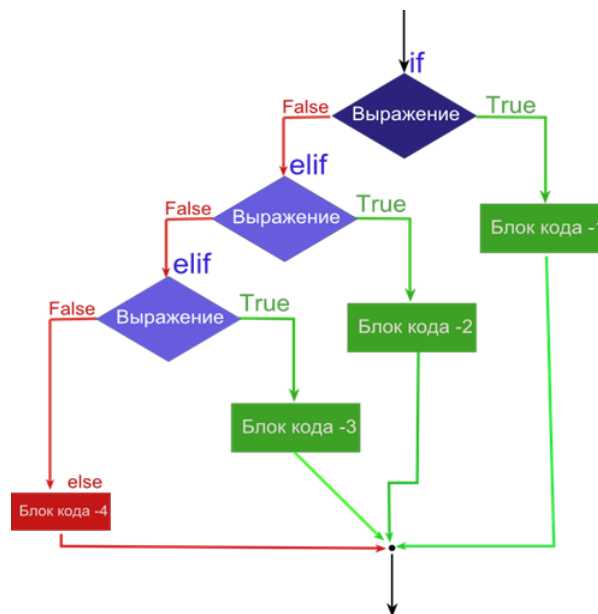 if
False
Выражение
True
elif
False
Выражение
True
Блок кода -1
elif
False
Выражение
True
Блок кода -2
Блок кода -3
else
Блок кода -4